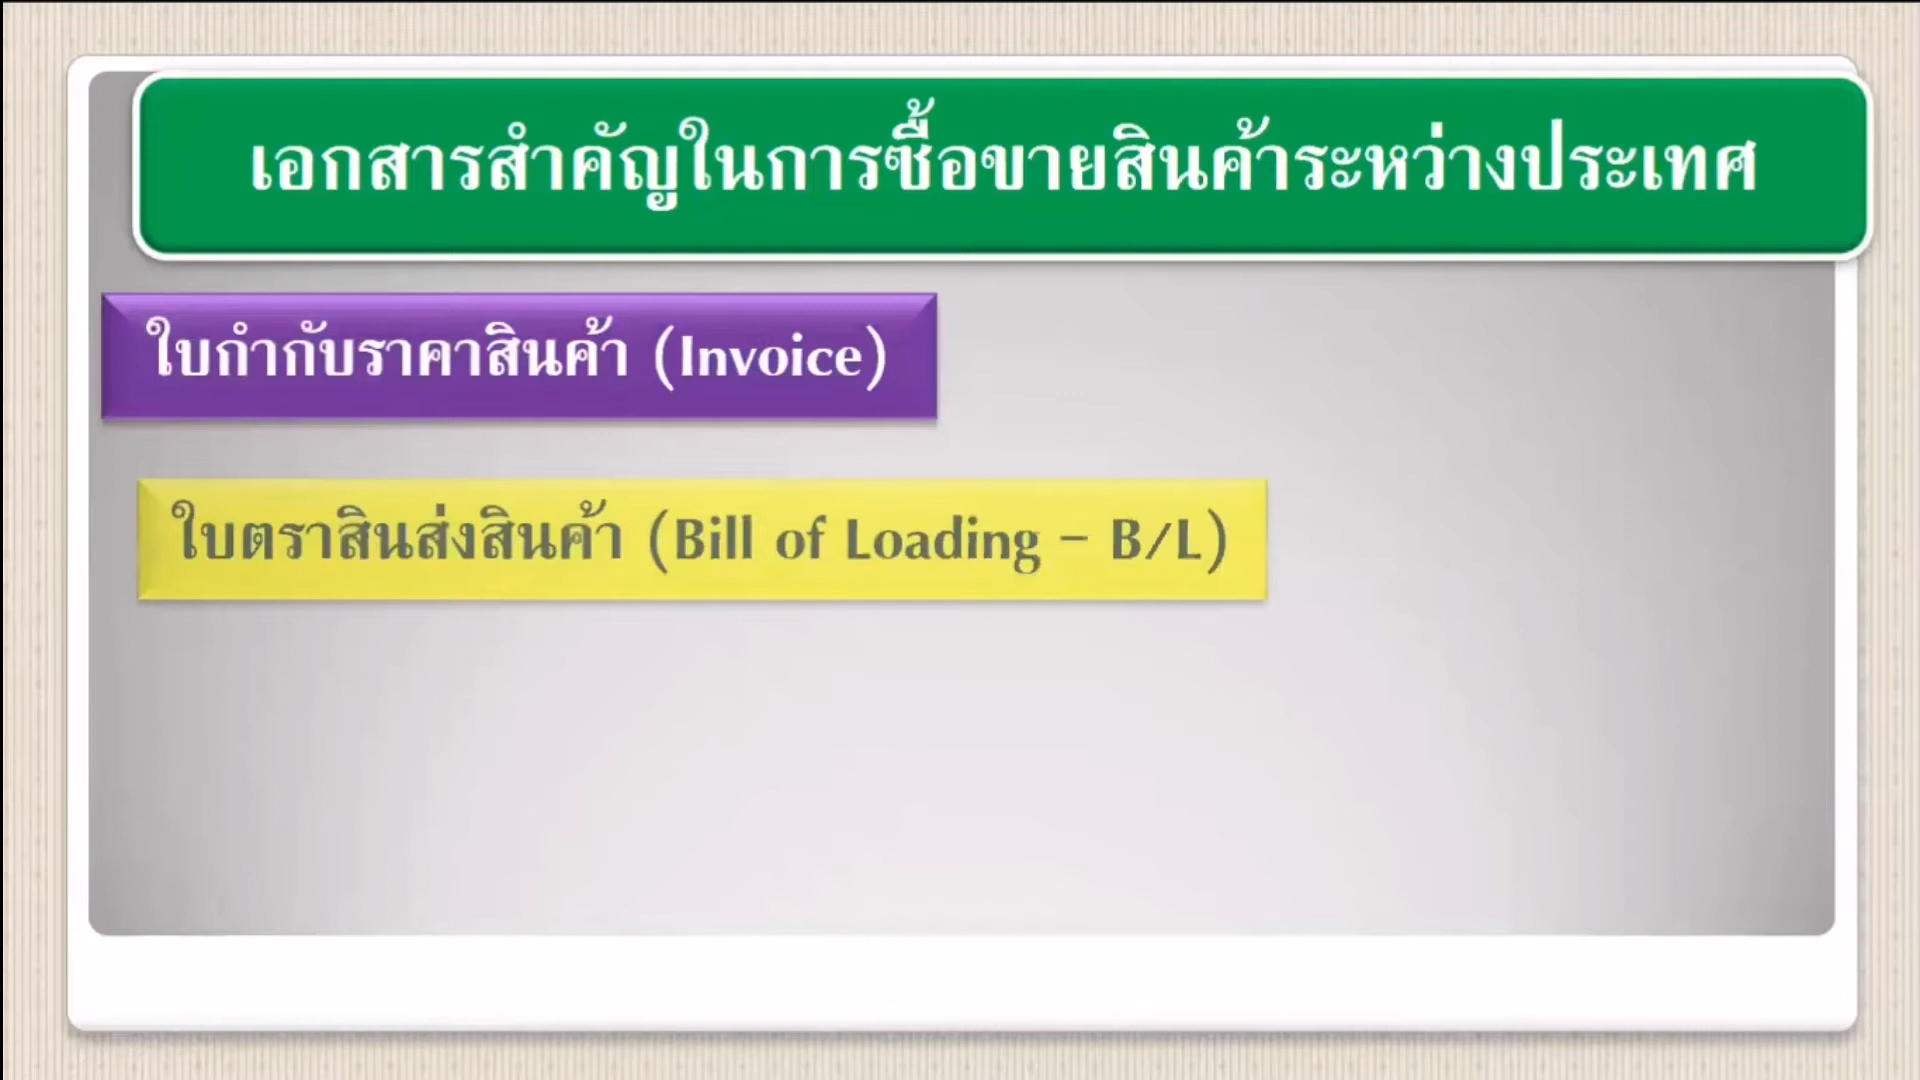 เอกสารสำคัญในการซื้อขายสินค้าระหว่างประเทศ
ใบกำกับราคาสินค้า (Invoice)
ใบตราสินส่งสินค้า (Bill of Loading - B/L)